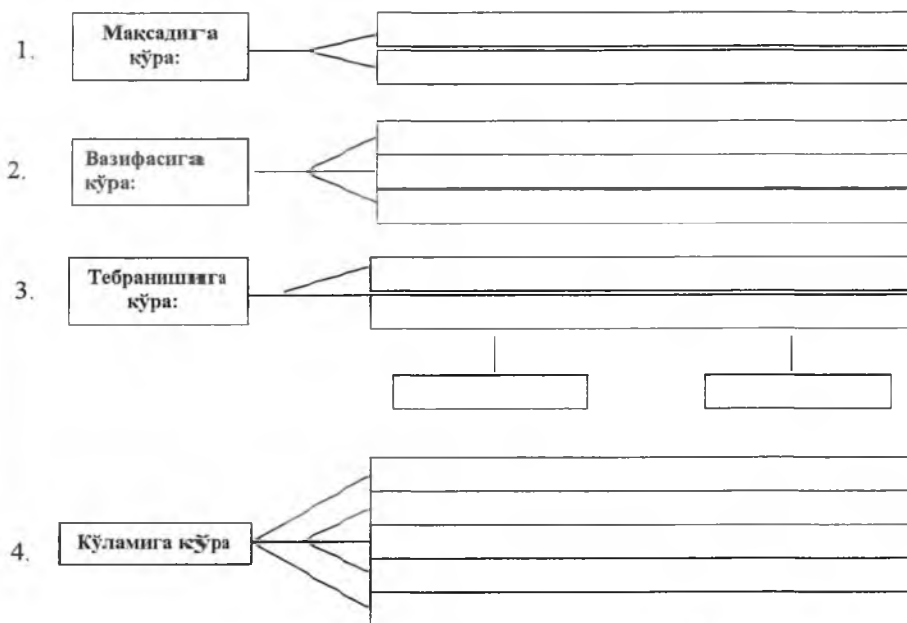 1.
Мақсадига
кўра:
2.
Вазифасига
кўра:
3.
Тебранишига
кўра:
4.
Кўламига кўра